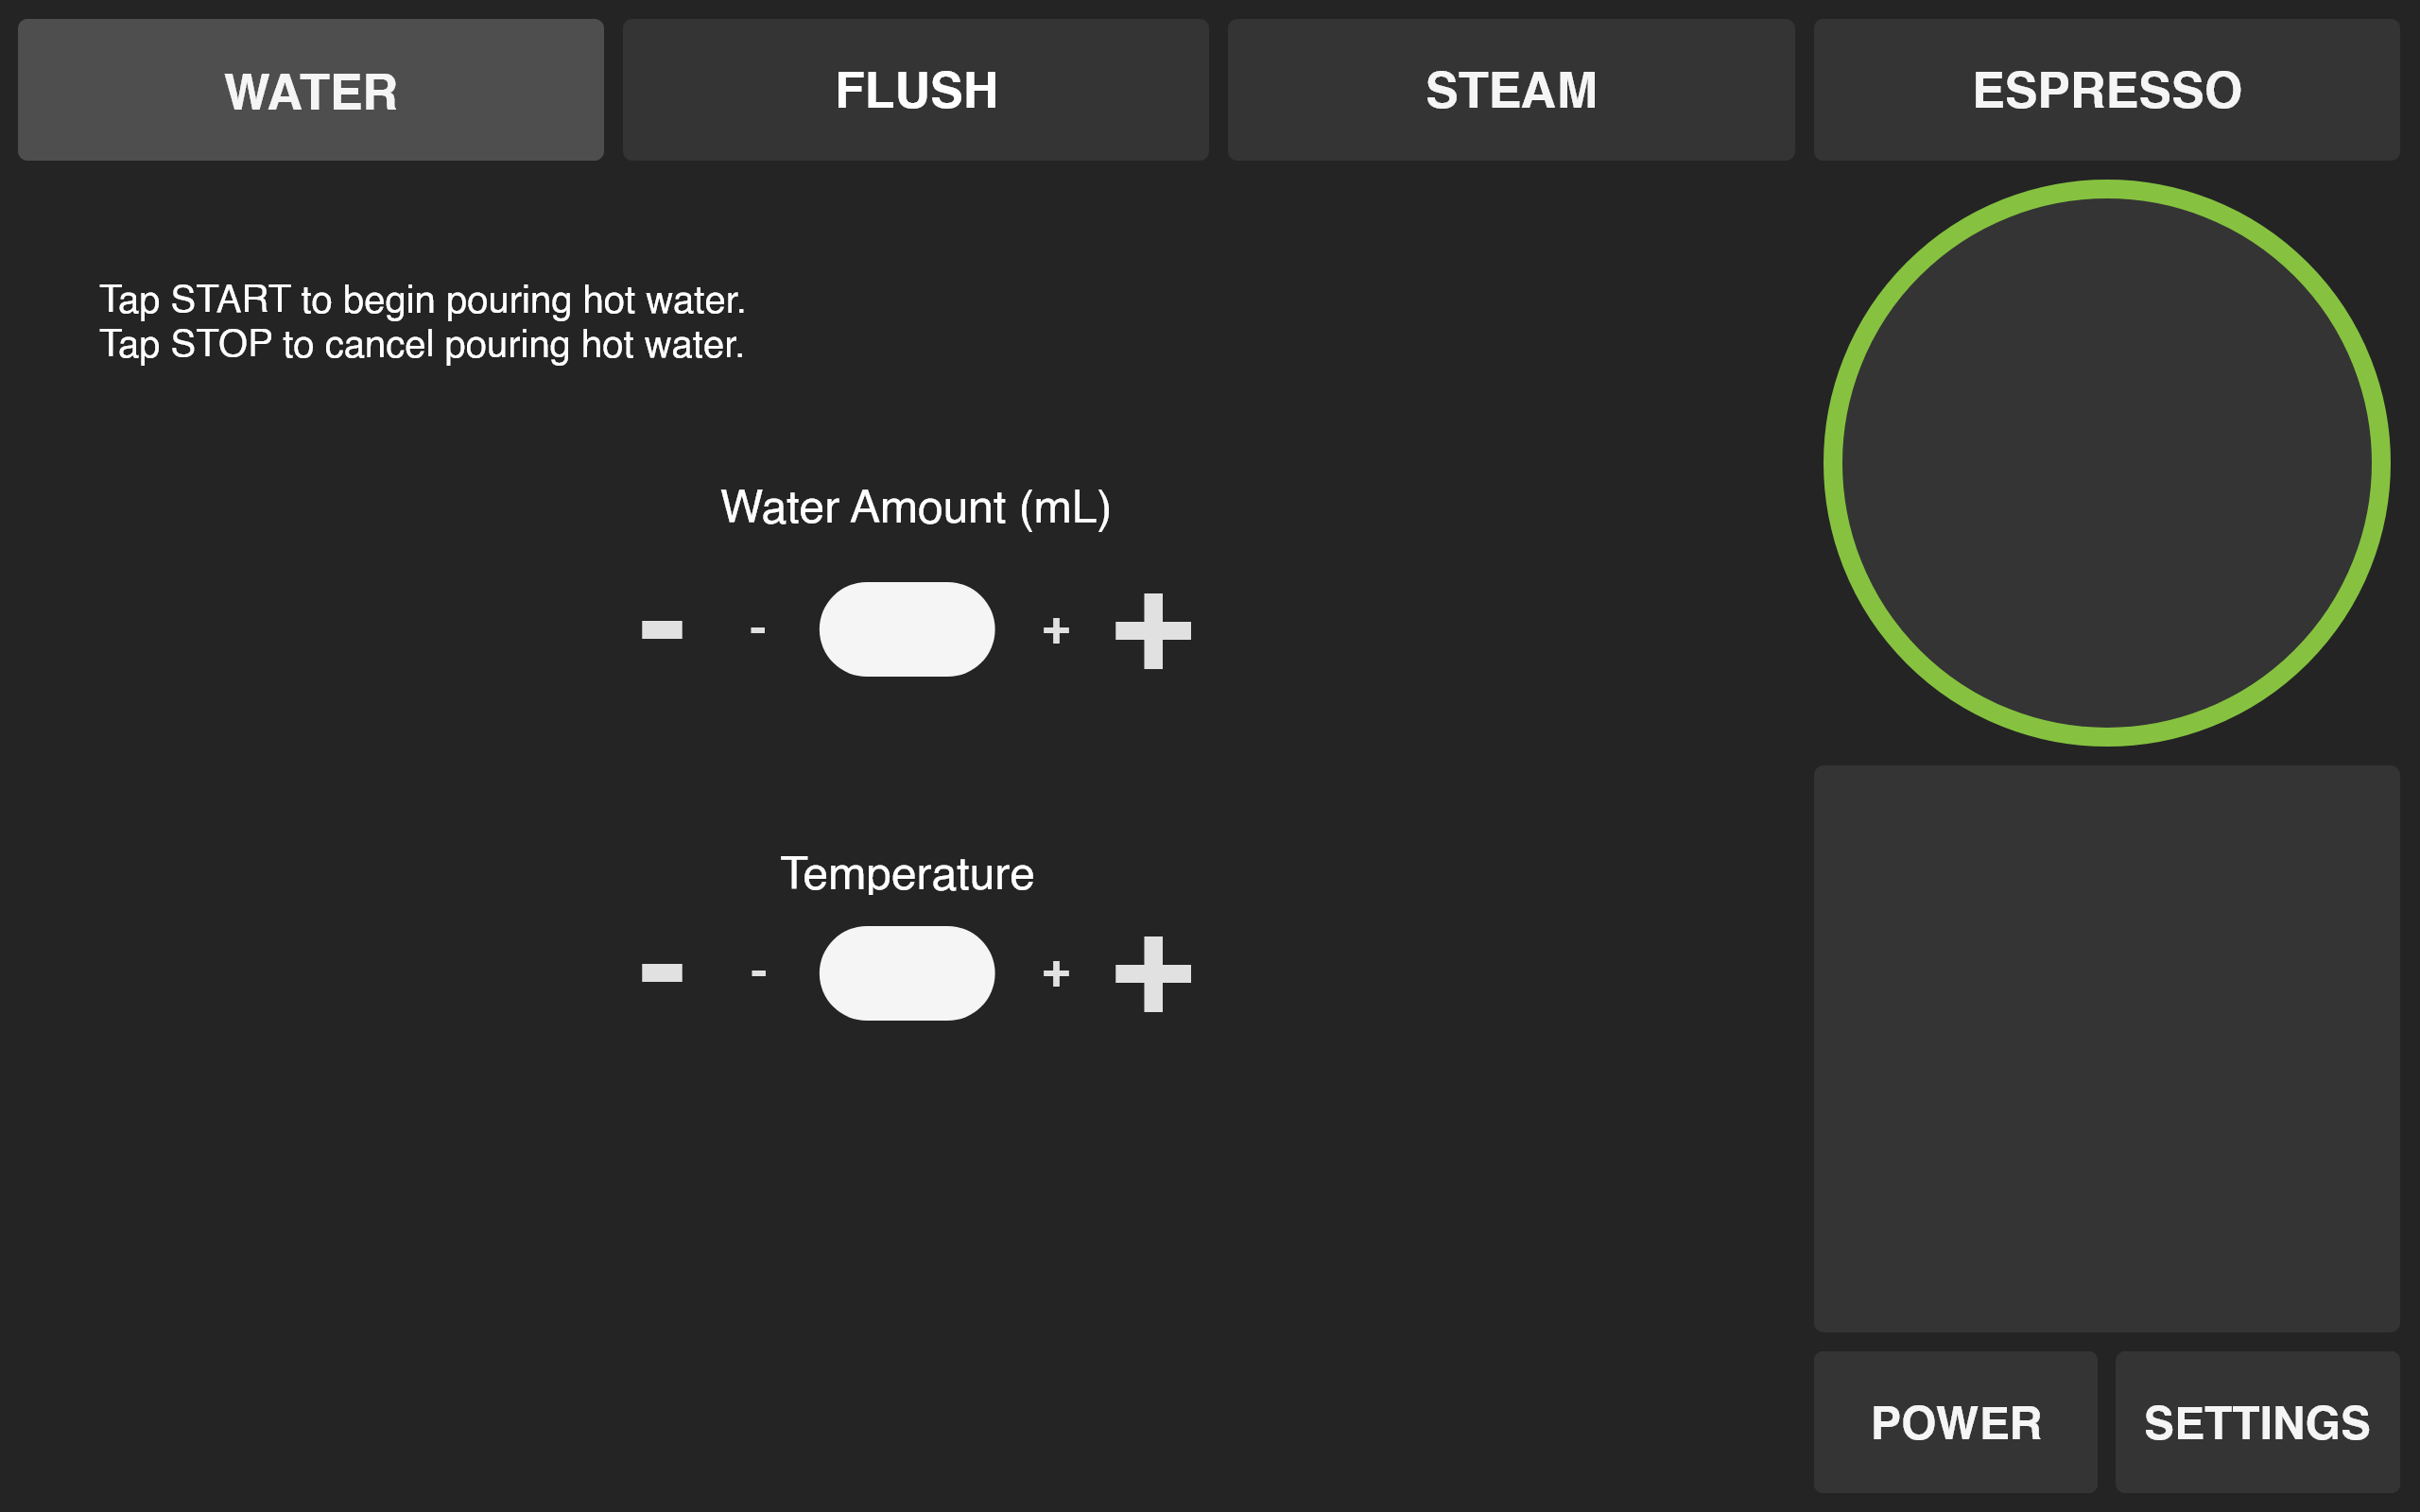 WATER
FLUSH
STEAM
ESPRESSO
Tap START to begin pouring hot water.
Tap STOP to cancel pouring hot water.
Water Amount (mL)
- - + +
Temperature
- - + +
POWER
SETTINGS